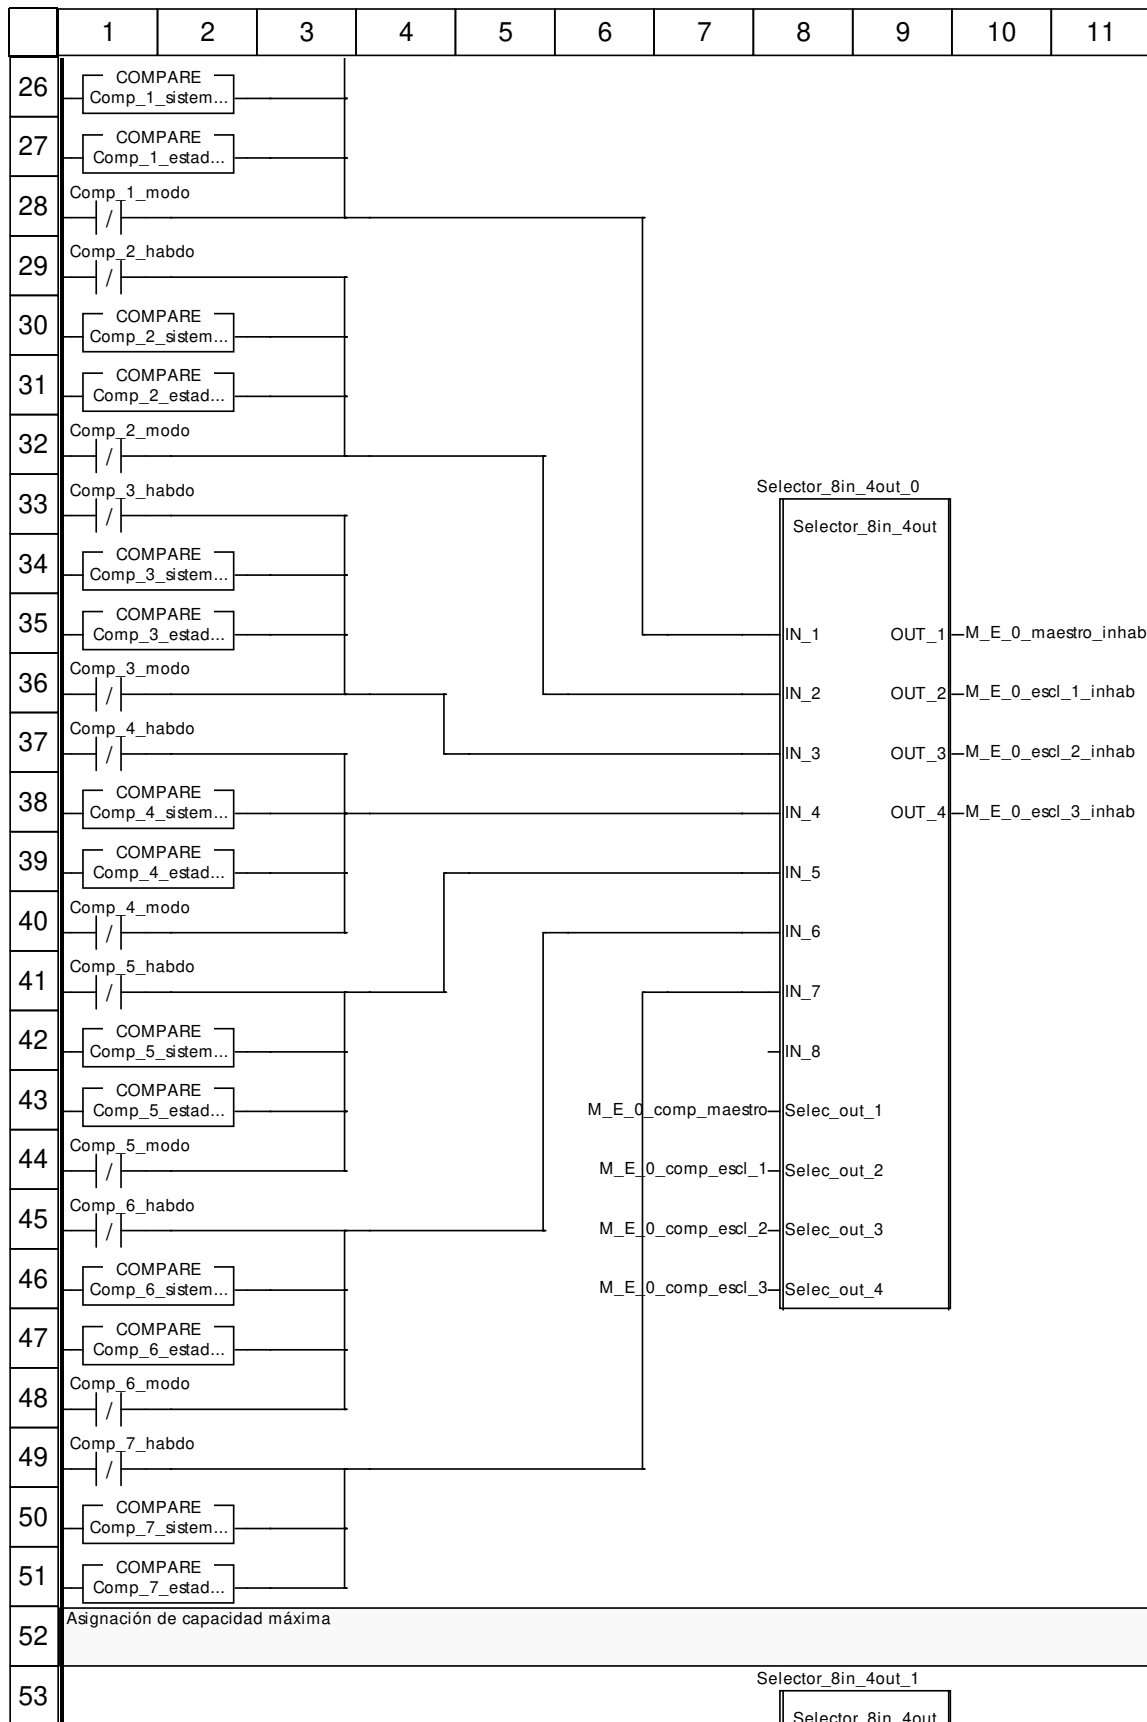 1 2 3 4 5 6 7 8 9 10 11
26
COMPARE
Comp_1_sistem...
27
COMPARE
Comp_1_estad...
28
Comp_1_modo
/
29
Comp_2_habdo
/
30
COMPARE
Comp_2_sistem...
31
COMPARE
Comp_2_estad...
32
Comp_2_modo
/
33
Comp_3_habdo
/
Selector_8in_4out_0
Selector_8in_4out
34
COMPARE
Comp_3_sistem...
35
COMPARE
Comp_3_estad...
IN_1 OUT_1 M_E_0_maestro_inhab
36
Comp_3_modo
/
IN_2 OUT_2 M_E_0_escl_1_inhab
37
Comp_4_habdo
/
IN_3 OUT_3 M_E_0_escl_2_inhab
38
COMPARE
Comp_4_sistem...
IN_4 OUT_4 M_E_0_escl_3_inhab
39
COMPARE
Comp_4_estad...
IN_5
40
Comp_4_modo
/
IN_6
41
Comp_5_habdo
/
IN_7
42
COMPARE
Comp_5_sistem...
IN_8
43
COMPARE
Comp_5_estad...
M_E_0_comp_maestro Selec_out_1
44
Comp_5_modo
/
M_E_0_comp_escl_1 Selec_out_2
45
Comp_6_habdo
/
M_E_0_comp_escl_2 Selec_out_3
46
COMPARE
Comp_6_sistem...
M_E_0_comp_escl_3 Selec_out_4
47
COMPARE
Comp_6_estad...
48
Comp_6_modo
/
49
Comp_7_habdo
/
50
COMPARE
Comp_7_sistem...
51
COMPARE
Comp_7_estad...
52
Asignación de capacidad máxima
53
Selector_8in_4out_1
Selector_8in_4out